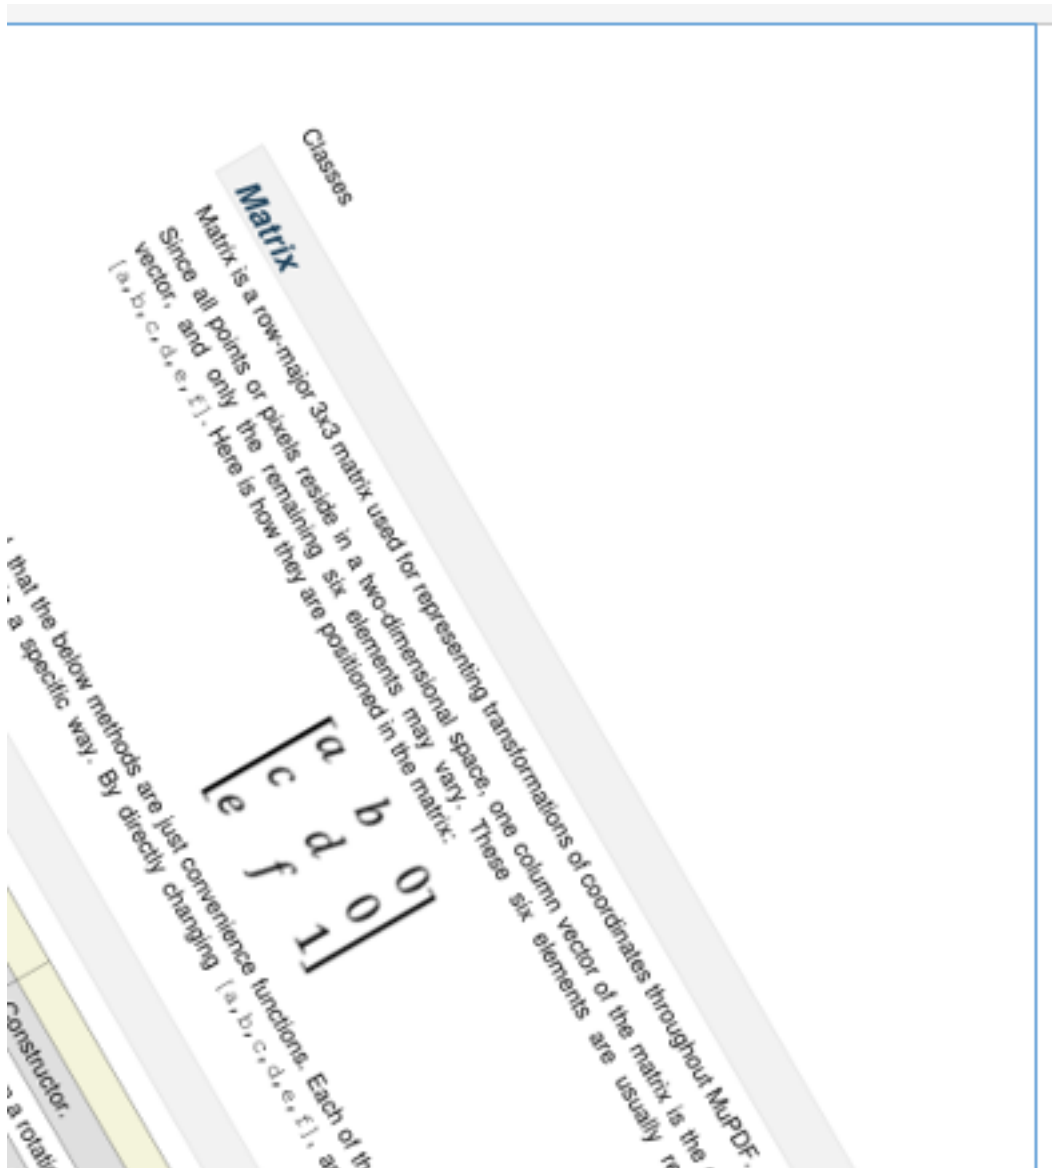 Classes
Matrix
Matrix is a row-major 3x3 matrix used for representing transformations of coordinates throughout MuPDF.
Since all points or pixels reside in a two-dimensional space, one column vector of the matrix is the
vector, and only the remaining six elements may vary. These six elements are usually
[a,b,c,d,e,f]. Here is how they are positioned in the matrix:
a b 0
c d 0
e f 1
that the below methods are just convenience functions. Each of
a specific way. By directly changing [a,b,c,d,e,f],
Constructor.
a